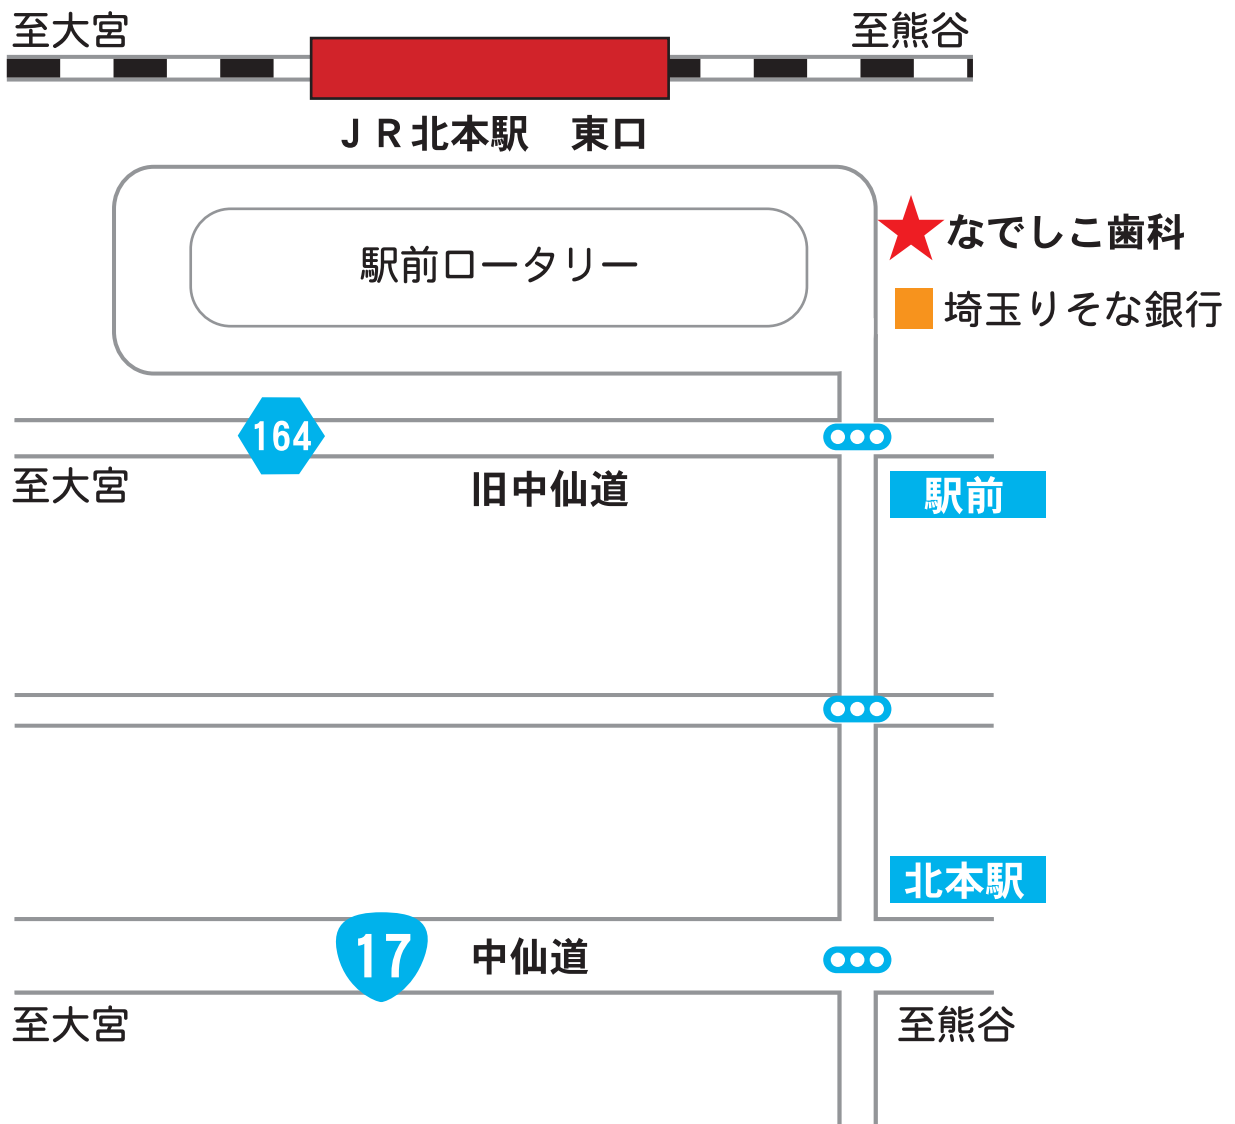 至大宮
至熊谷
ＪＲ北本駅　東口
なでしこ歯科
駅前ロータリー
埼玉りそな銀行
164
至大宮
旧中仙道
駅前
北本駅
17
中仙道
至大宮
至熊谷